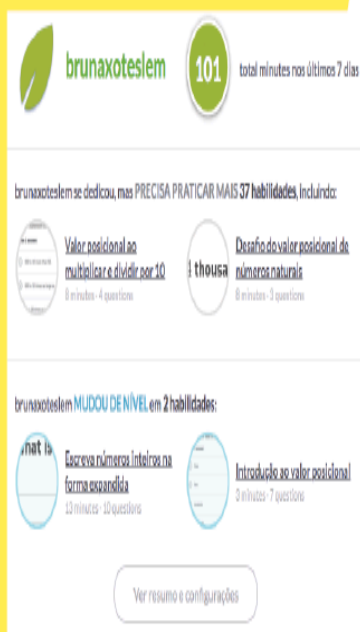 brunaxoteslem
101
total minutes nos últimos 7 dias
brunaxoteslem se dedicou, mas PRECISA PRATICAR MAIS 37 habilidades, incluindo:
Valor posicional ao
multiplicar e dividir por 10
8 minutes · 4 questions
thousa
Desafio do valor posicional de
números naturais
8 minutes · 3 questions
brunaxoteslem MUDOU DE NÍVEL em 2 habilidades:
nat is
Escreva números inteiros na
forma expandida
13 minutes · 10 questions
Introdução ao valor posicional
3 minutes · 7 questions
Ver resumo e configurações